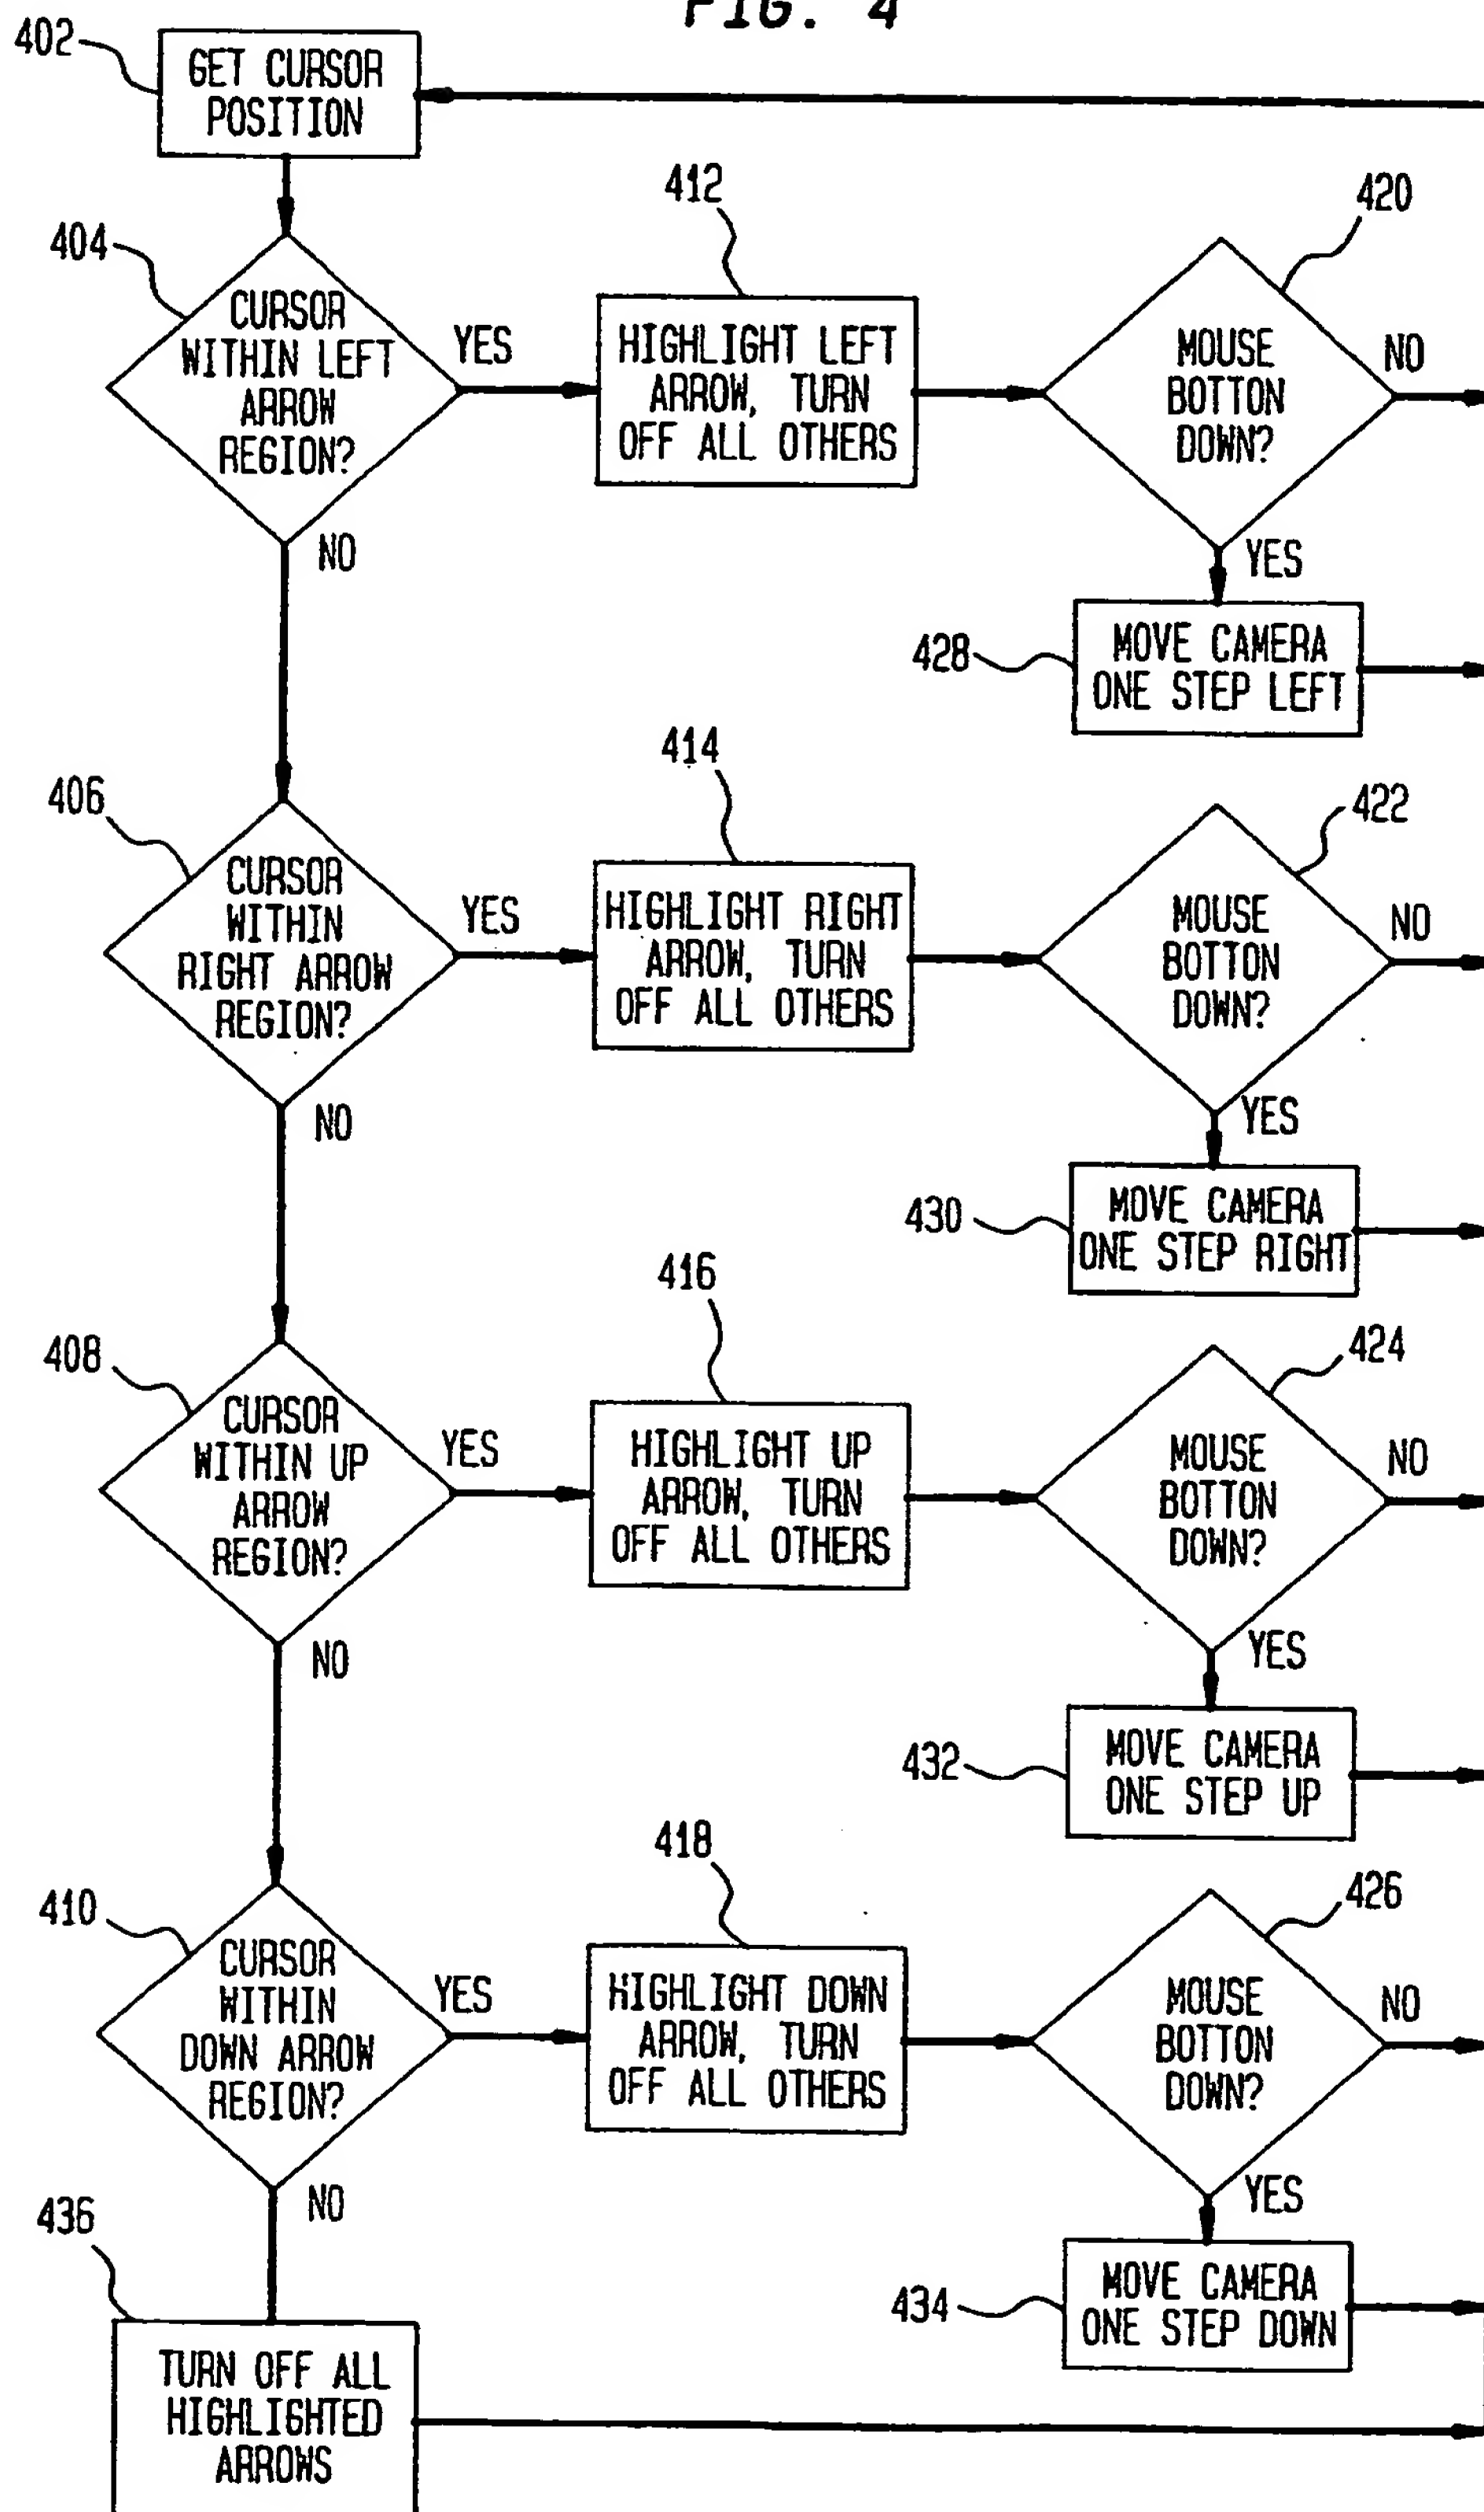 FIG. 4
402
GET CURSOR
POSITION
412
420
404
CURSOR
WITHIN LEFT
ARROW
REGION?
YES
HIGHLIGHT LEFT
ARROW, TURN
OFF ALL OTHERS
MOUSE
BOTTON
DOWN?
NO
NO
YES
428
MOVE CAMERA
ONE STEP LEFT
414
406
422
CURSOR
WITHIN
RIGHT ARROW
REGION?
YES
HIGHLIGHT RIGHT
ARROW, TURN
OFF ALL OTHERS
MOUSE
BOTTON
DOWN?
NO
NO
YES
430
MOVE CAMERA
ONE STEP RIGHT
416
408
424
CURSOR
WITHIN UP
ARROW
REGION?
YES
HIGHLIGHT UP
ARROW, TURN
OFF ALL OTHERS
MOUSE
BOTTON
DOWN?
NO
NO
YES
432
MOVE CAMERA
ONE STEP UP
418
410
426
CURSOR
WITHIN
DOWN ARROW
REGION?
YES
HIGHLIGHT DOWN
ARROW, TURN
OFF ALL OTHERS
MOUSE
BOTTON
DOWN?
NO
NO
YES
436
434
MOVE CAMERA
ONE STEP DOWN
TURN OFF ALL
HIGHLIGHTED
ARROWS